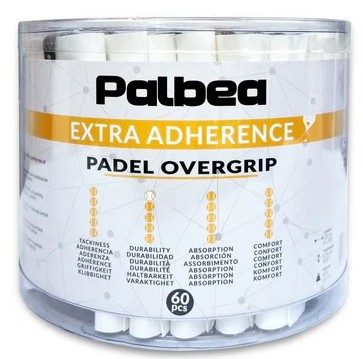 Palbea
EXTRA ADHERENCE
PADEL OVERGRIP
TACKINESS
ADHERENCIA
ADERENZA
ADHÉRENCE
GRIFFIGKEIT
KLIBBIGHET
DURABILITY
DURABILIDAD
DURABILITÀ
DURABILITÉ
HALTBARKEIT
VARAKTIGHET
ABSORPTION
ABSORCIÓN
ASSORBIMENTO
ABSORPTION
ABSORPTION
ABSORPTION
COMFORT
CONFORT
COMFORT
CONFORT
KOMFORT
KOMFORT
60
pcs